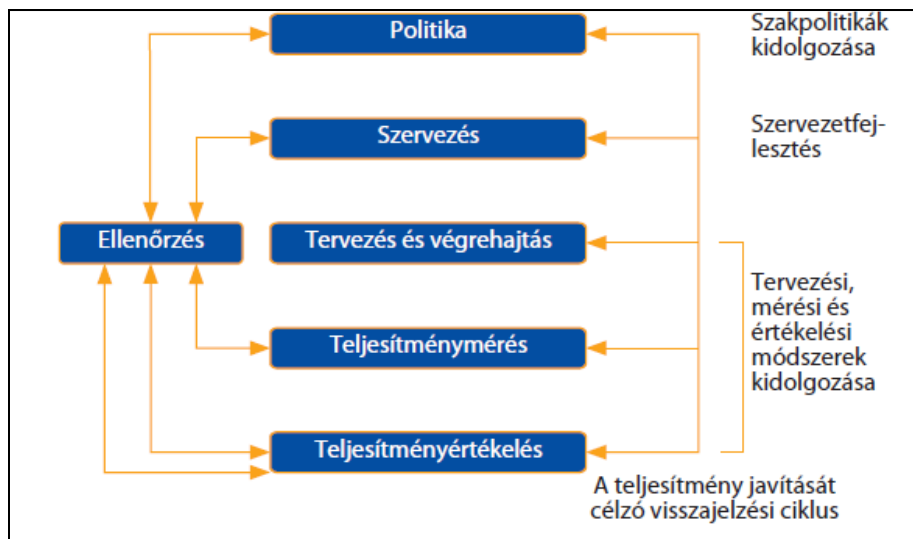 Politika
Szakpolitikák
kidolgozása
Szervezés
Szervezetfej-
lesztés
Ellenőrzés
Tervezés és végrehajtás
Teljesítménymérés
Tervezési,
mérési és
értékelési
módszerek
kidolgozása
Teljesítményértékelés
A teljesítmény javítását
célzó visszajelzési ciklus